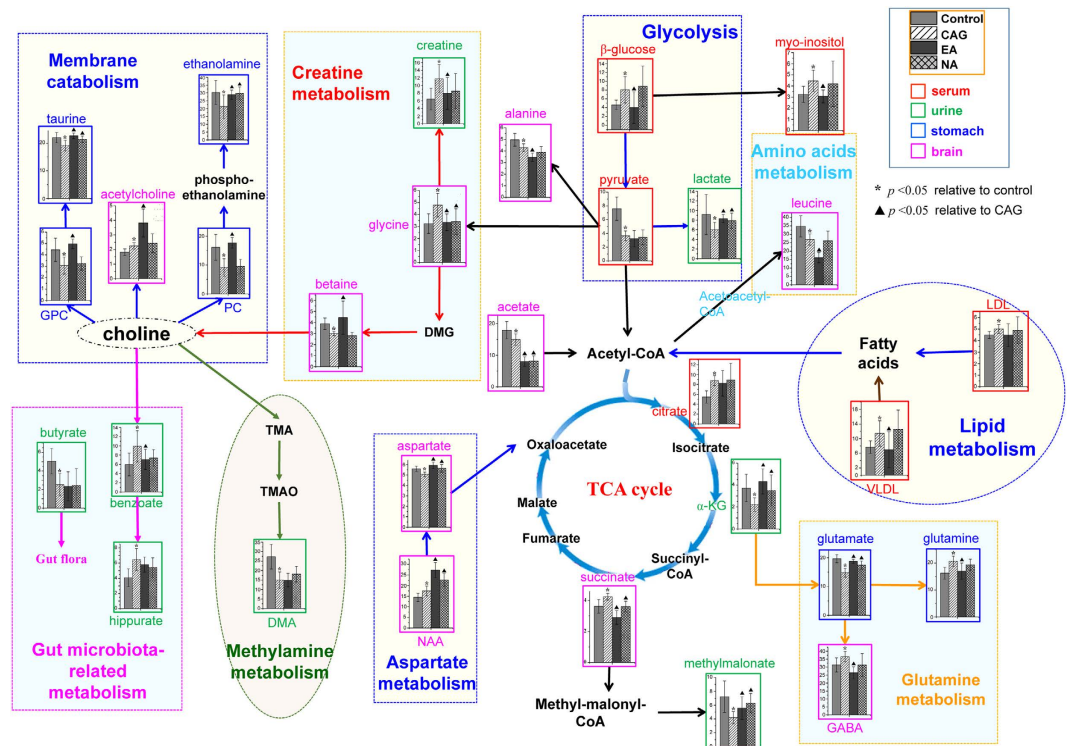 Membrane
catabolism
ethanolamine
taurine
phospho-
ethanolamine
acetylcholine
GPC
PC
choline
Creatine
metabolism
creatine
glycine
betaine
DMG
Glycolysis
β-glucose
myo-inositol
alanine
pyruvate
lactate
Amino acids
metabolism
leucine
Acetoacetyl-
CoA
acetate
Acetyl-CoA
Control
CAG
EA
NA
serum
urine
stomach
brain
* p <0.05 relative to control
▲ p <0.05 relative to CAG
LDL
Fatty
acids
VLDL
Lipid
metabolism
butyrate
benzoate
Gut flora
hippurate
Gut microbiota-
related
metabolism
TMA
TMAO
DMA
Methylamine
metabolism
aspartate
NAA
Aspartate
metabolism
citrate
Oxaloacetate
Isocitrate
TCA cycle
α-KG
Malate
Fumarate
Succinyl-
CoA
succinate
Methyl-malonyl-
CoA
methylmalonate
glutamate
glutamine
GABA
Glutamine
metabolism